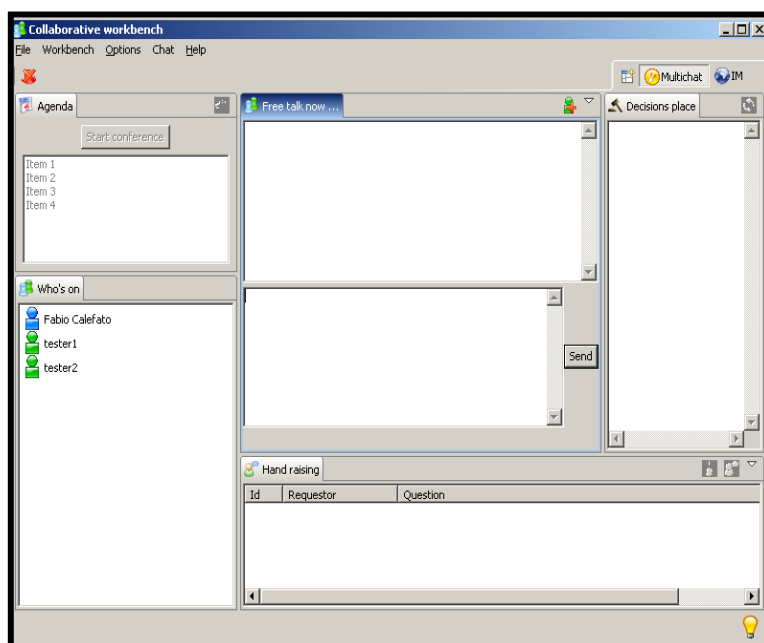 Collaborative workbench
File Workbench Options Chat Help
Multichat IM
Agenda
Start conference
Item 1
Item 2
Item 3
Item 4
Who's on
Fabio Calefato
tester1
tester2
Free talk now ...
Send
Decisions place
Hand raising
Id Requestor Question